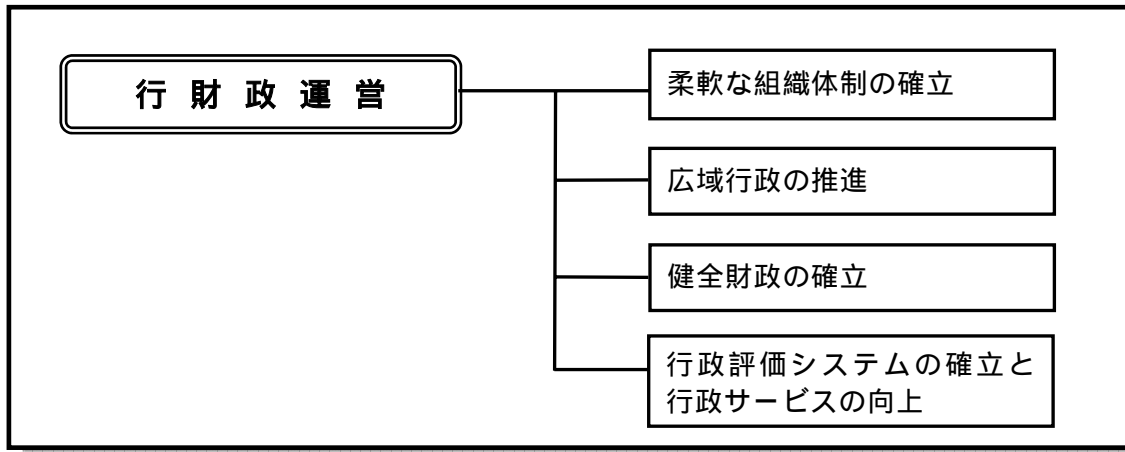 行財政運営
柔軟な組織体制の確立
広域行政の推進
健全財政の確立
行政評価システムの確立と
行政サービスの向上